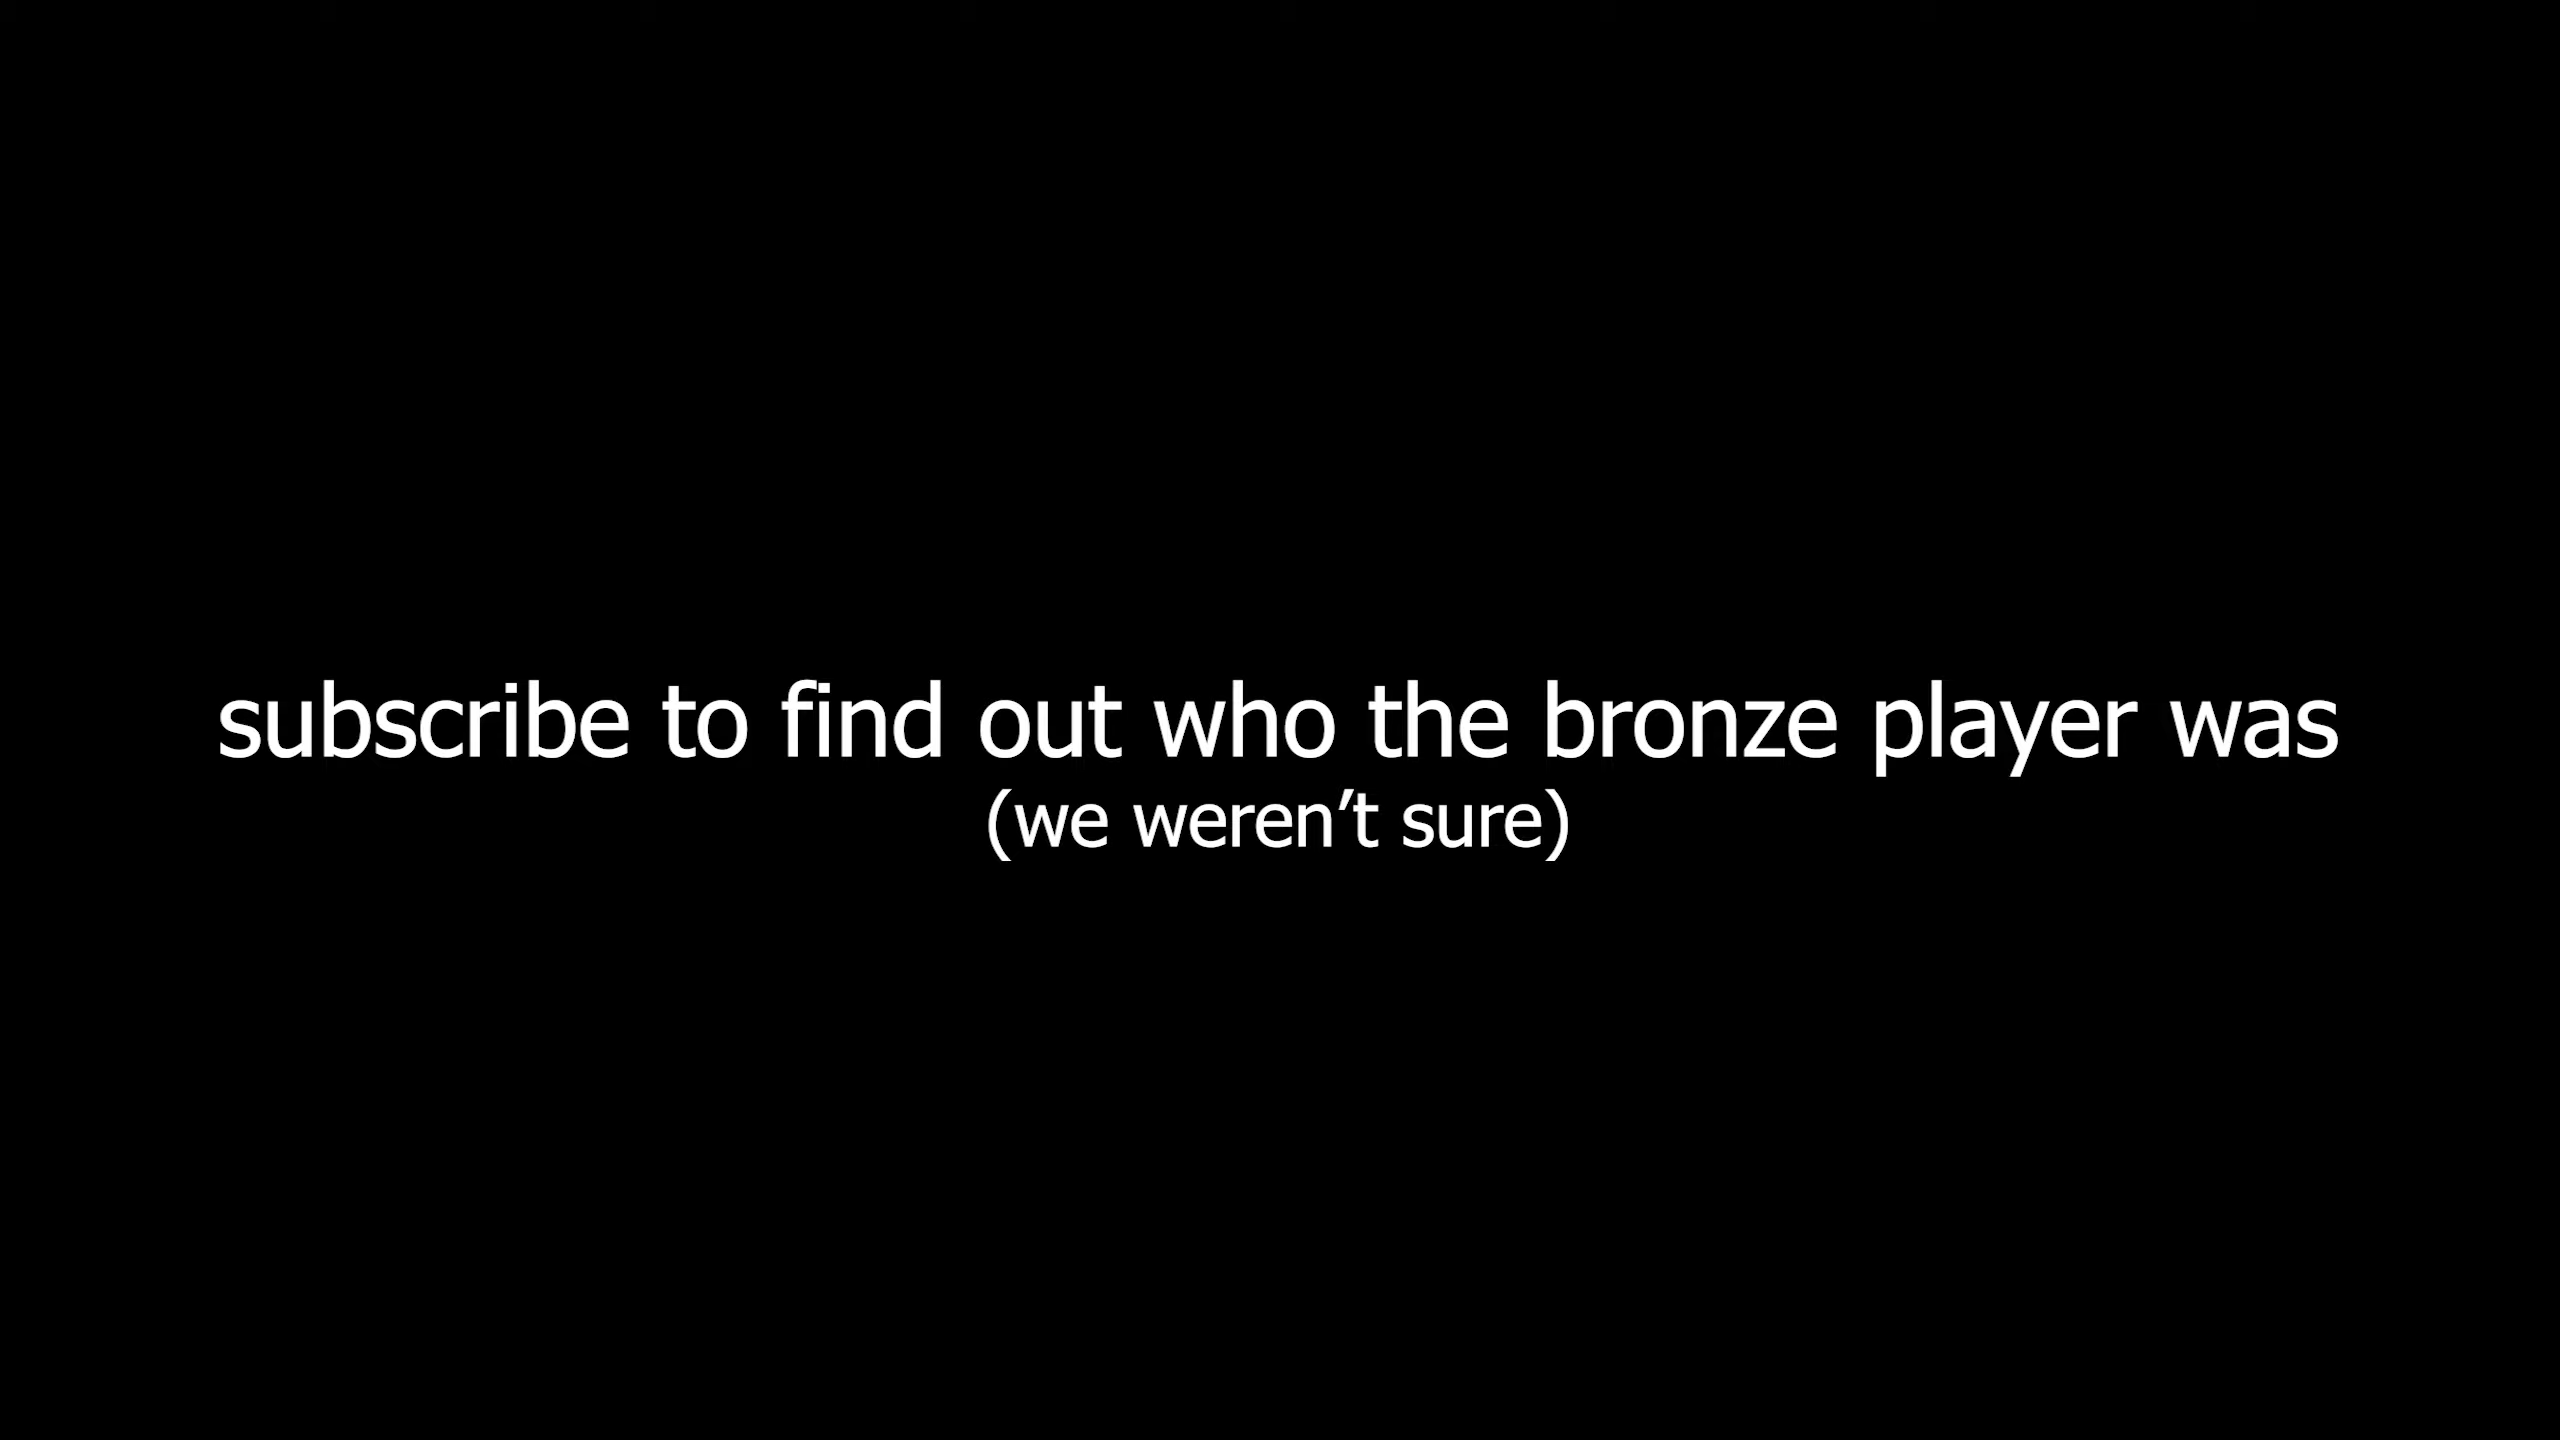 subscribe to find out who the bronze player was
(we weren’t sure)